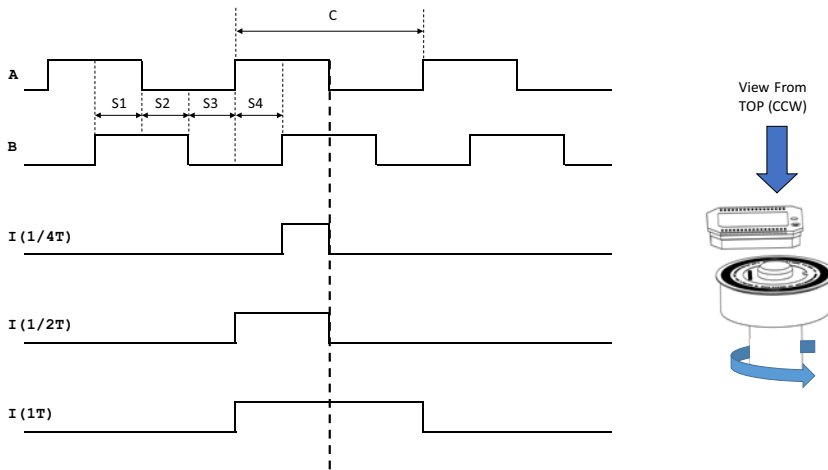 C
A
S1 S2 S3 S4
B
I(1/4T)
I(1/2T)
I(1T)
View From
TOP (CCW)